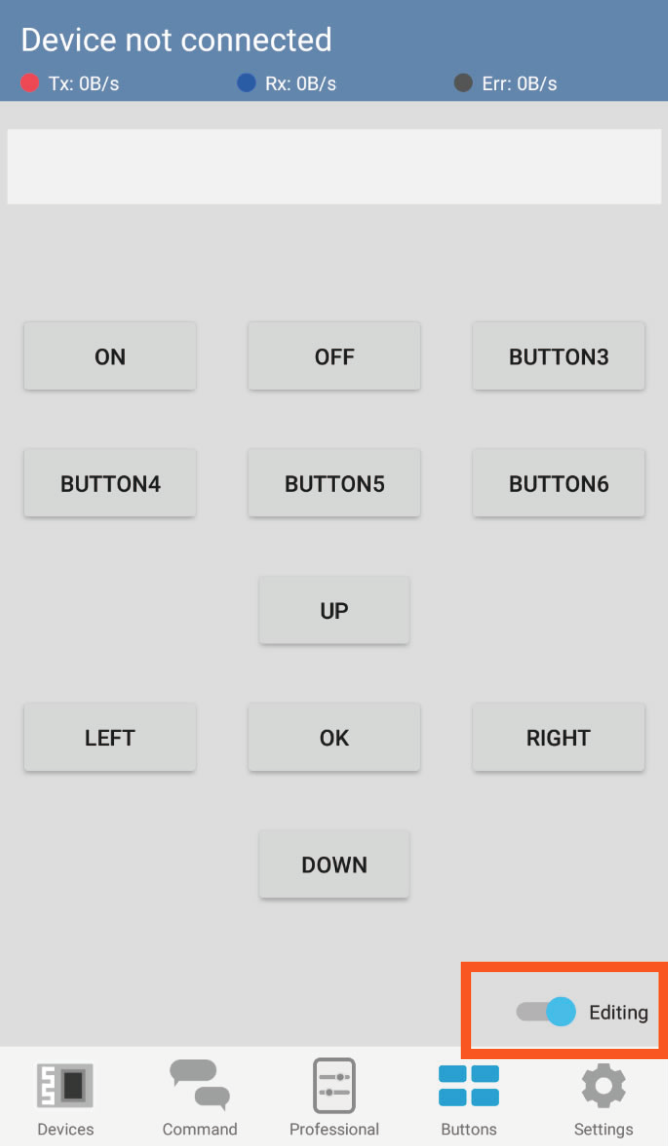 Device not connected
Tx: 0B/s Rx: 0B/s Err: 0B/s
ON OFF BUTTON3
BUTTON4 BUTTON5 BUTTON6
UP
LEFT OK RIGHT
DOWN
Editing
Devices Command Professional Buttons Settings